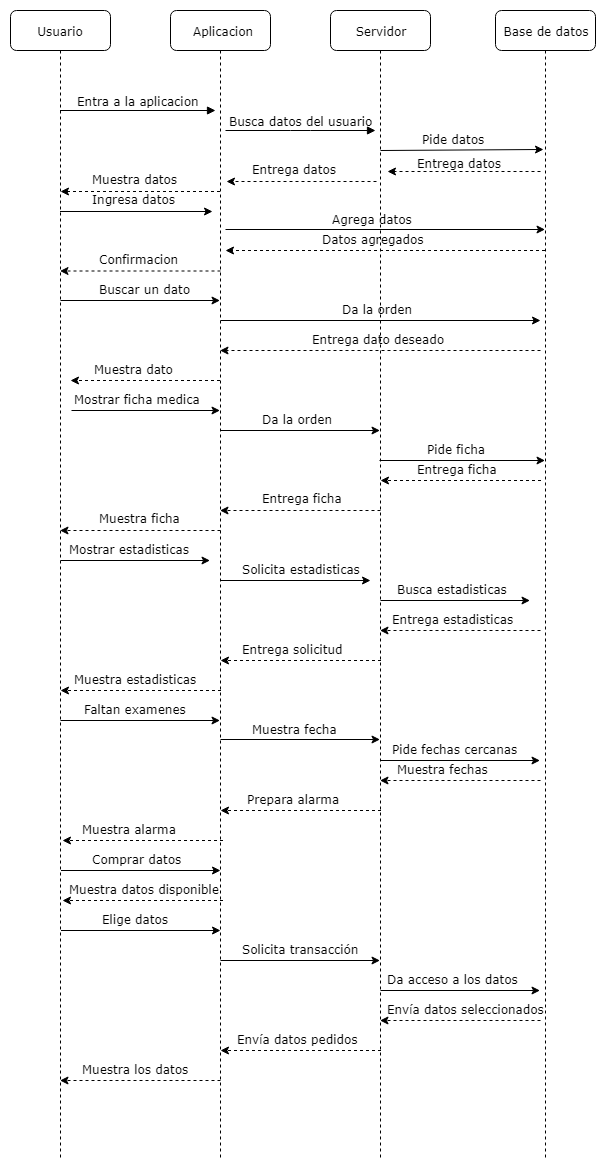 Usuario
Aplicacion
Servidor
Base de datos
Entra a la aplicacion
Busca datos del usuario
Pide datos
Entrega datos
Entrega datos
Muestra datos
Ingresa datos
Agrega datos
Datos agregados
Confirmacion
Buscar un dato
Da la orden
Entrega dato deseado
Muestra dato
Mostrar ficha medica
Da la orden
Pide ficha
Entrega ficha
Entrega ficha
Muestra ficha
Mostrar estadisticas
Solicita estadisticas
Busca estadisticas
Entrega estadisticas
Entrega solicitud
Muestra estadisticas
Faltan examenes
Muestra fecha
Pide fechas cercanas
Muestra fechas
Prepara alarma
Muestra alarma
Comprar datos
Muestra datos disponible
Elige datos
Solicita transacción
Da acceso a los datos
Envía datos seleccionados
Envía datos pedidos
Muestra los datos